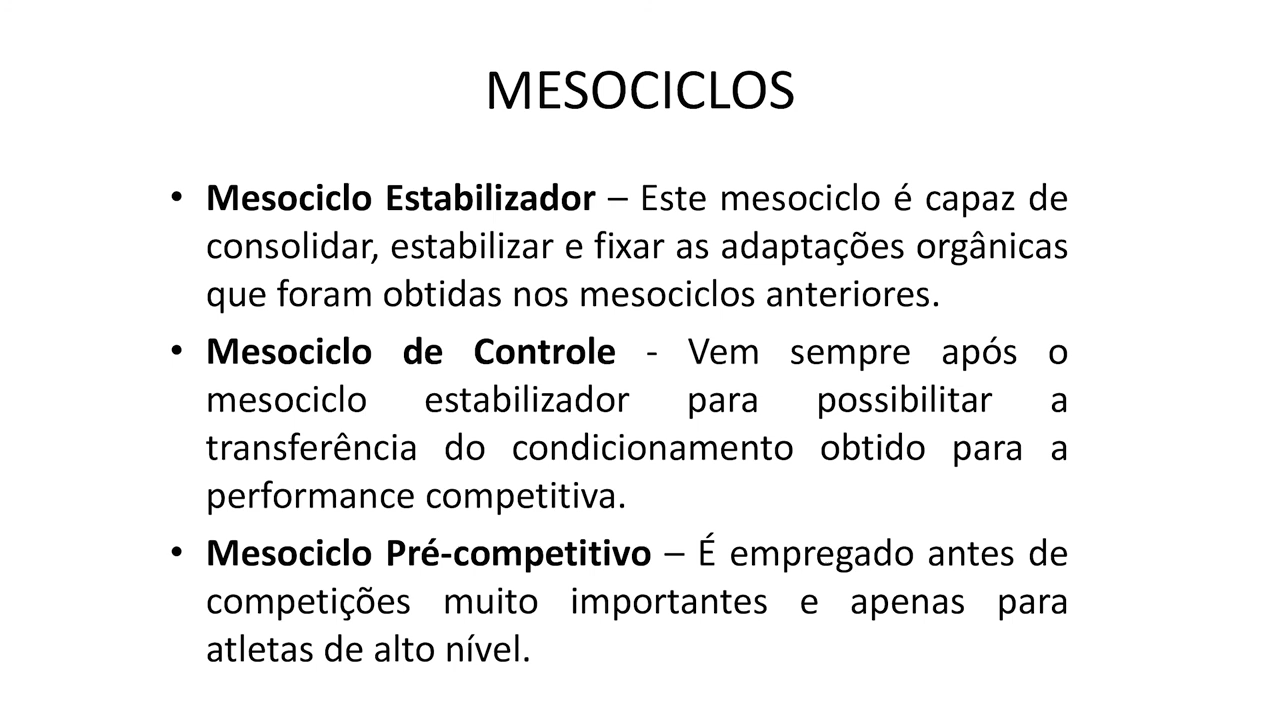 MESOCICLOS
• Mesociclo Estabilizador – Este mesociclo é capaz de
consolidar, estabilizar e fixar as adaptações orgânicas
que foram obtidas nos mesociclos anteriores.
• Mesociclo de Controle - Vem sempre após o
mesociclo estabilizador para possibilitar a
transferência do condicionamento obtido para a
performance competitiva.
• Mesociclo Pré-competitivo – É empregado antes de
competições muito importantes e apenas para
atletas de alto nível.